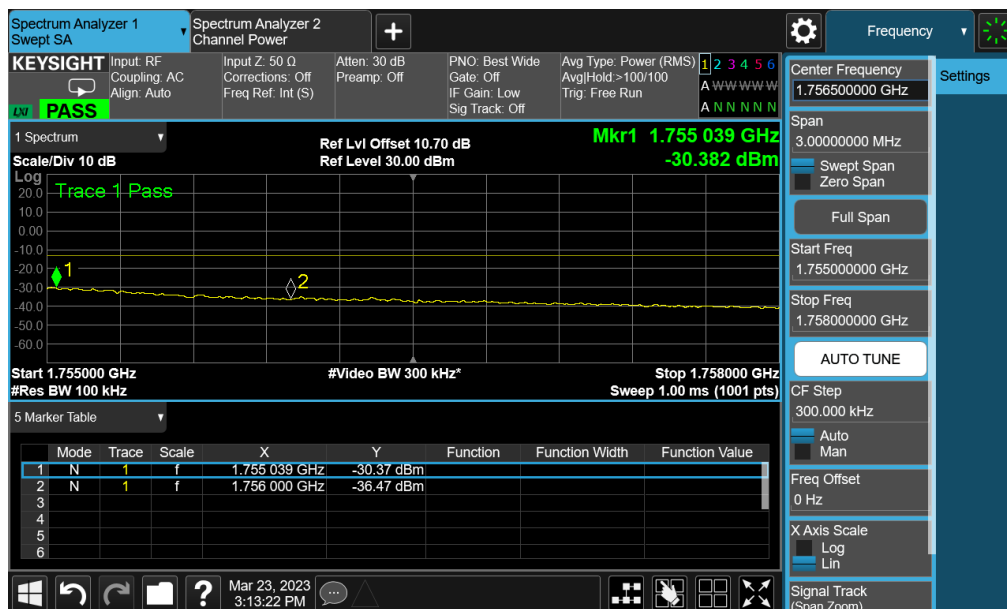 Spectrum Analyzer 1
Swept SA
Spectrum Analyzer 2
Channel Power
Frequency
KEYSIGHT
Input: RF
Coupling: AC
Align: Auto
Input Z: 50 Ω
Corrections: Off
Freq Ref: Int (S)
Atten: 30 dB
Preamp: Off
PNO: Best Wide
Gate: Off
IF Gain: Low
Sig Track: Off
Avg Type: Power (RMS)
Avg|Hold:>100/100
Trig: Free Run
1 2 3 4 5 6
A W W W W W
A N N N N N
LXI PASS
1 Spectrum
Scale/Div 10 dB
Ref Lvl Offset 10.70 dB
Ref Level 30.00 dBm
Mkr1 1.755 039 GHz
-30.382 dBm
Log
Trace 1 Pass
20.0
10.0
0.00
-10.0
-20.0
-30.0
-40.0
-50.0
-60.0
1
2
Start 1.755000 GHz
#Video BW 300 kHz*
Stop 1.758000 GHz
#Res BW 100 kHz
Sweep 1.00 ms (1001 pts)
5 Marker Table
Mode Trace Scale X Y Function Function Width Function Value
1 N 1 f 1.755 039 GHz -30.37 dBm
2 N 1 f 1.756 000 GHz -36.47 dBm
3
4
5
6
Center Frequency
1.756500000 GHz
Settings
Span
3.00000000 MHz
Swept Span
Zero Span
Full Span
Start Freq
1.755000000 GHz
Stop Freq
1.758000000 GHz
AUTO TUNE
CF Step
300.000 kHz
Auto
Man
Freq Offset
0 Hz
X Axis Scale
Log
Lin
Signal Track
(Span Zoom)
?
Mar 23, 2023
3:13:22 PM